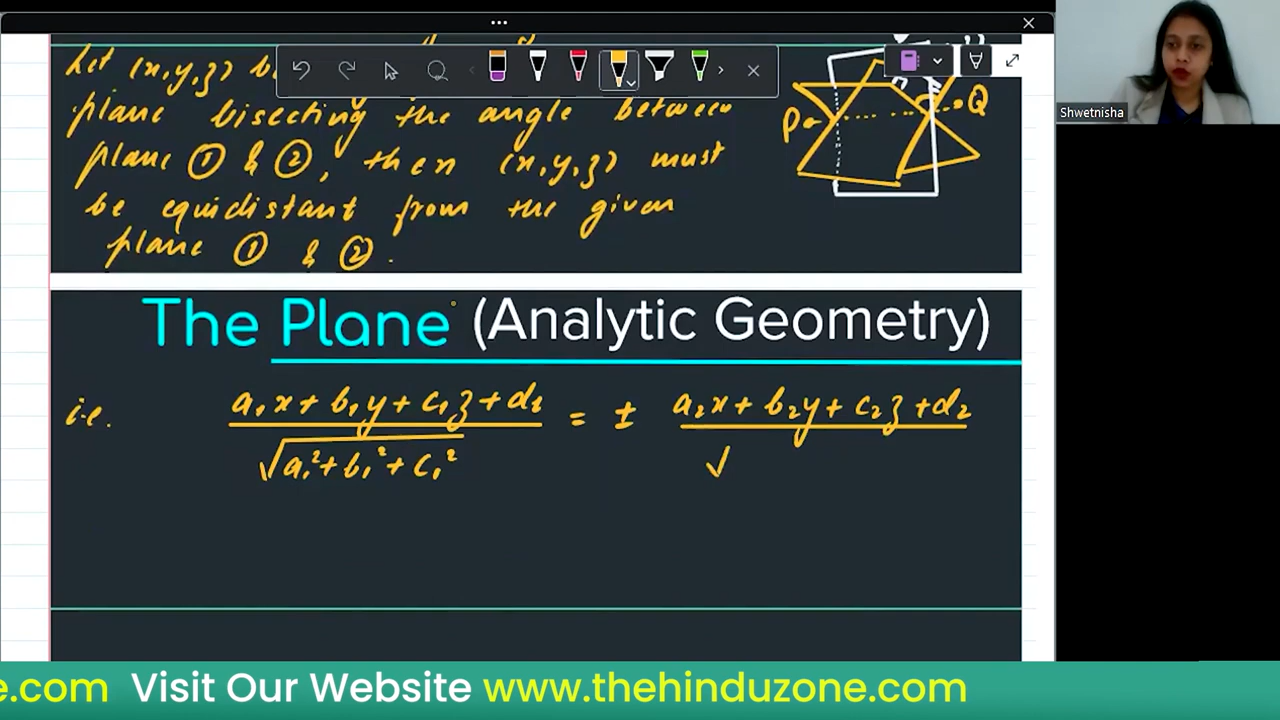 Let (x, y, z) b
plane bisecting the angle between
plane ① & ②, then (x, y, z) must
be equidistant from the given
plane ① & ②.
P
Q
Shwetnisha
The Plane (Analytic Geometry)
i.e. (a₁x + b₁y + c₁z + d₁)/√(a₁² + b₁² + c₁²) = ± (a₂x + b₂y + c₂z + d₂)/√
e.com Visit Our Website www.thehinduzone.com